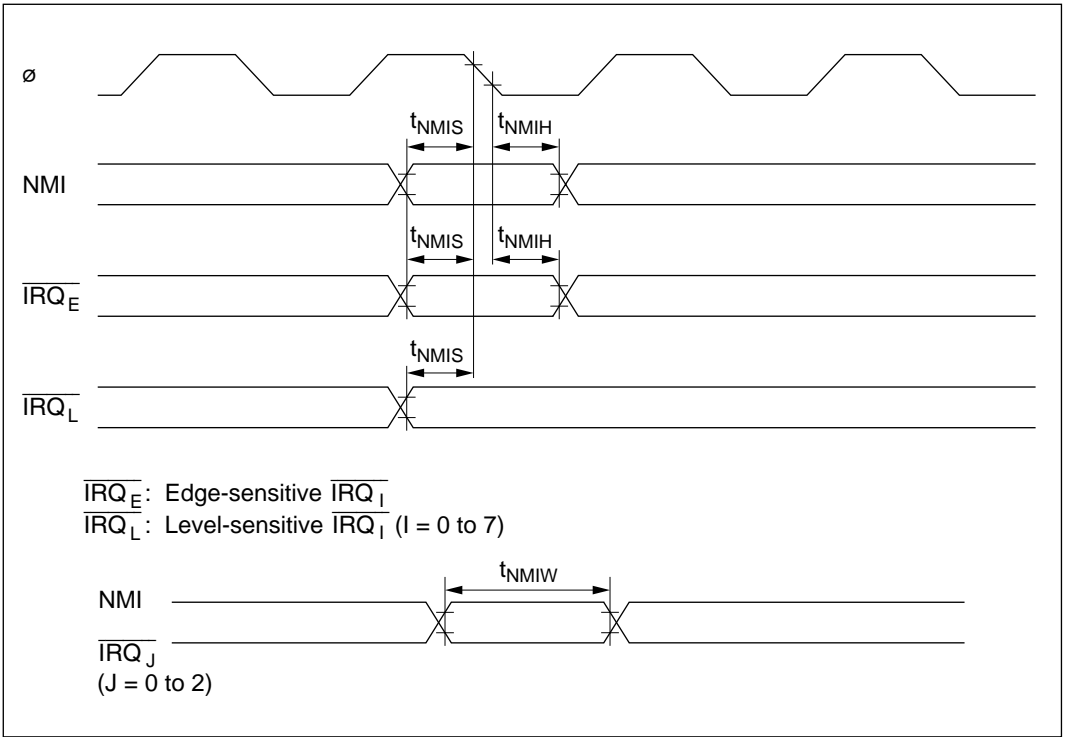 ø
tNMIS tNMIH
NMI
tNMIS tNMIH
IRQE
tNMIS
IRQL
IRQE: Edge-sensitive IRQI
IRQL: Level-sensitive IRQI (I = 0 to 7)
tNMIW
NMI
IRQJ
(J = 0 to 2)